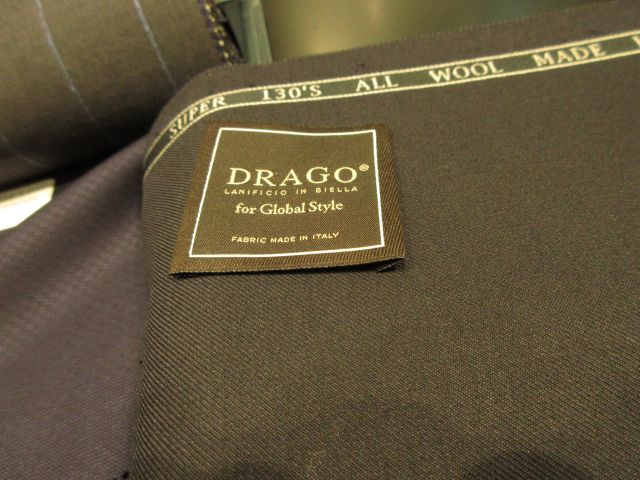 SUPER 130'S ALL WOOL MADE
DRAGO®
LANIFICIO IN BIELLA
for Global Style
FABRIC MADE IN ITALY